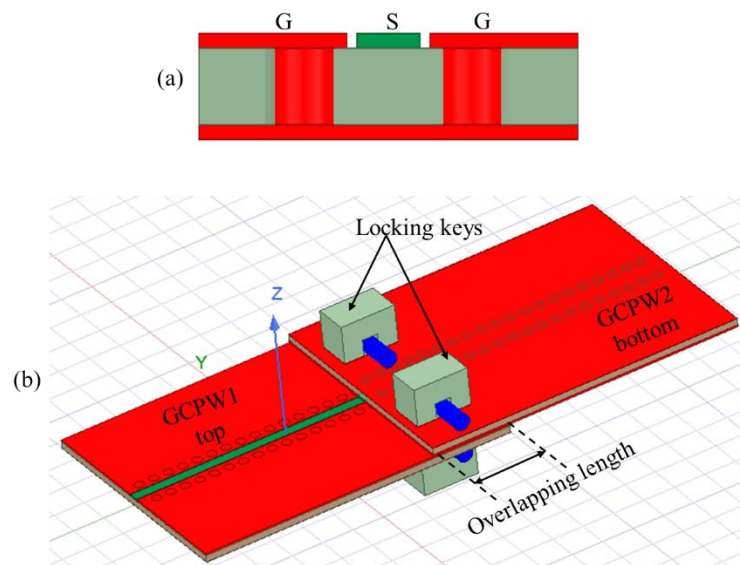 G S G
(a)
Locking keys
Z
GCPW2
bottom
Y
(b)
GCPW1
top
Overlapping length